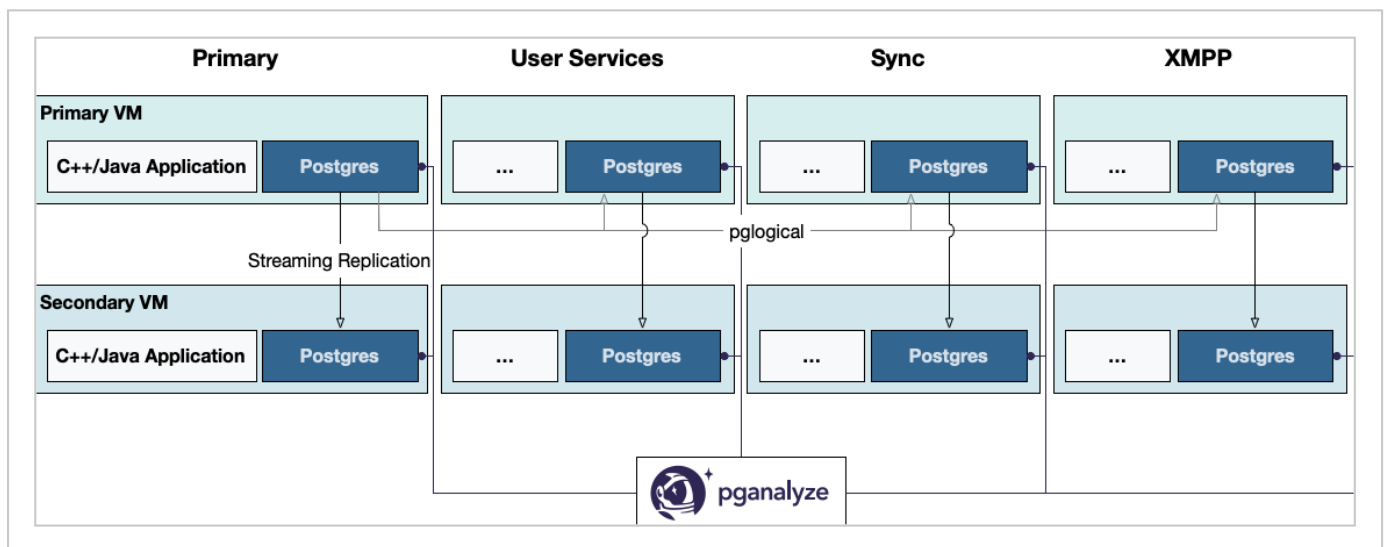 Primary
User Services
Sync
XMPP
Primary VM
C++/Java Application
Postgres
...
Postgres
...
Postgres
...
Postgres
pglogical
Streaming Replication
Secondary VM
C++/Java Application
Postgres
...
Postgres
...
Postgres
...
Postgres
pganalyze